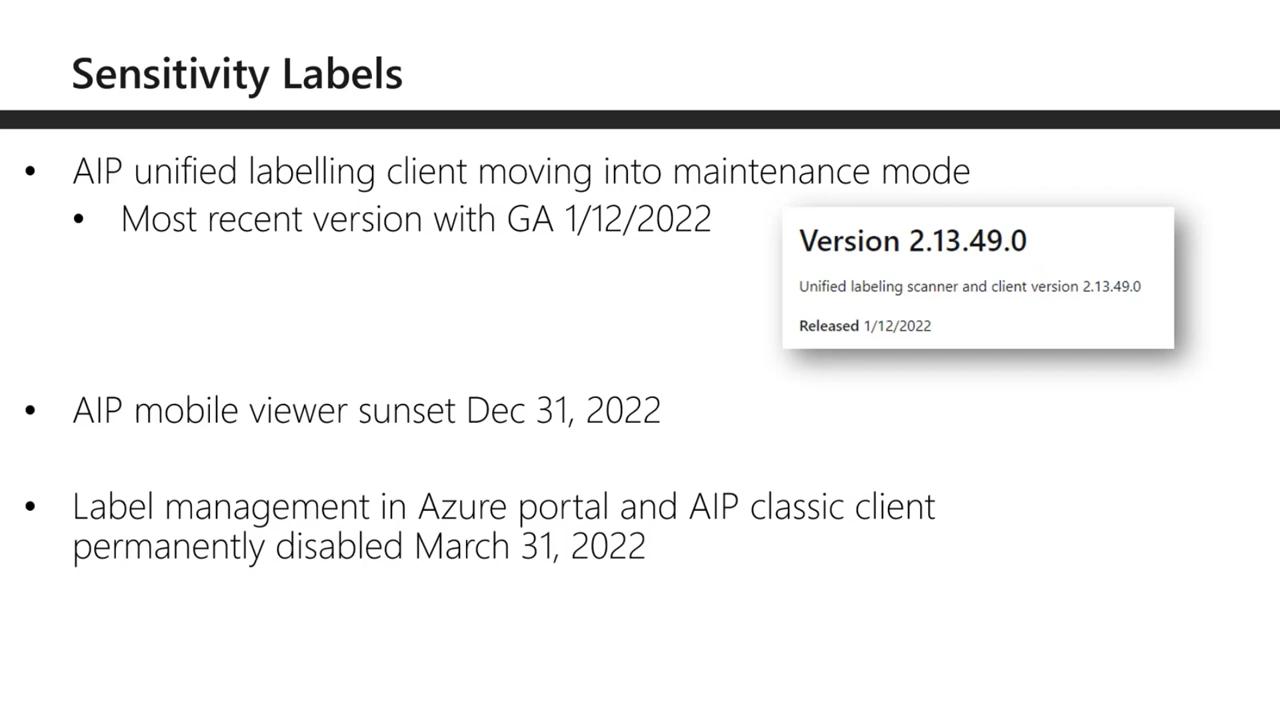 Sensitivity Labels
• AIP unified labelling client moving into maintenance mode
• Most recent version with GA 1/12/2022
Version 2.13.49.0
Unified labeling scanner and client version 2.13.49.0
Released 1/12/2022
• AIP mobile viewer sunset Dec 31, 2022
• Label management in Azure portal and AIP classic client
permanently disabled March 31, 2022